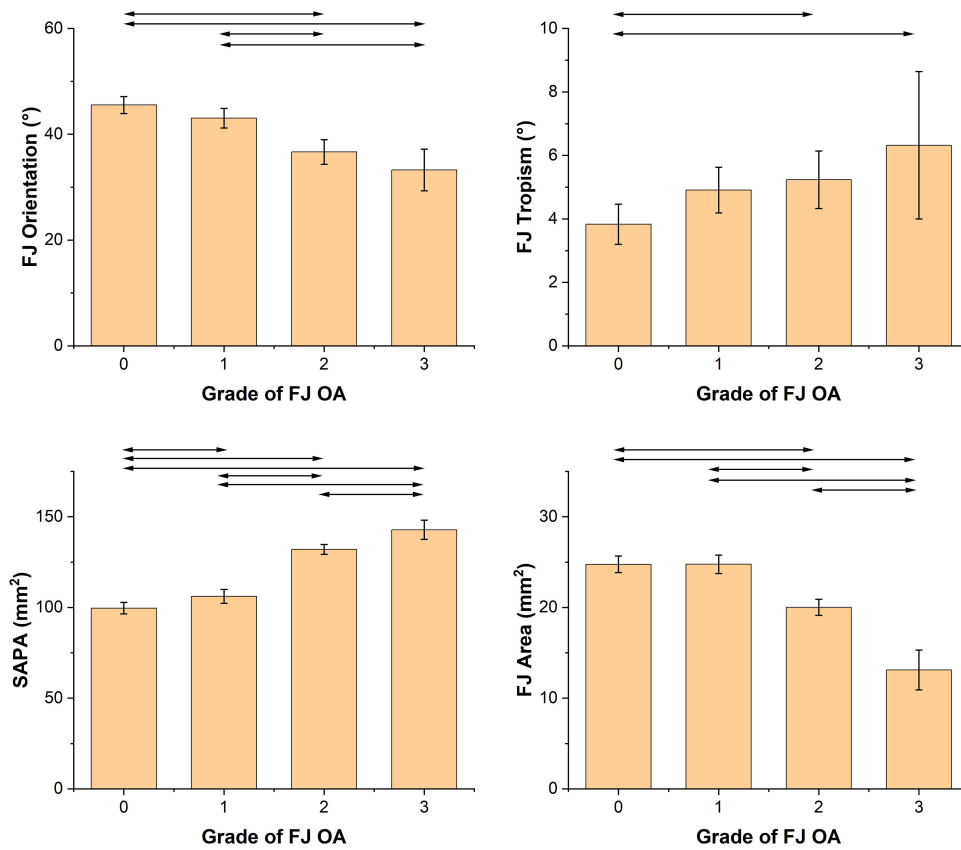 60
40
20
0
FJ Orientation (°)
0 1 2 3
Grade of FJ OA
10
8
6
4
2
0
FJ Tropism (°)
0 1 2 3
Grade of FJ OA
150
100
50
0
SAPA (mm²)
0 1 2 3
Grade of FJ OA
30
20
10
0
FJ Area (mm²)
0 1 2 3
Grade of FJ OA